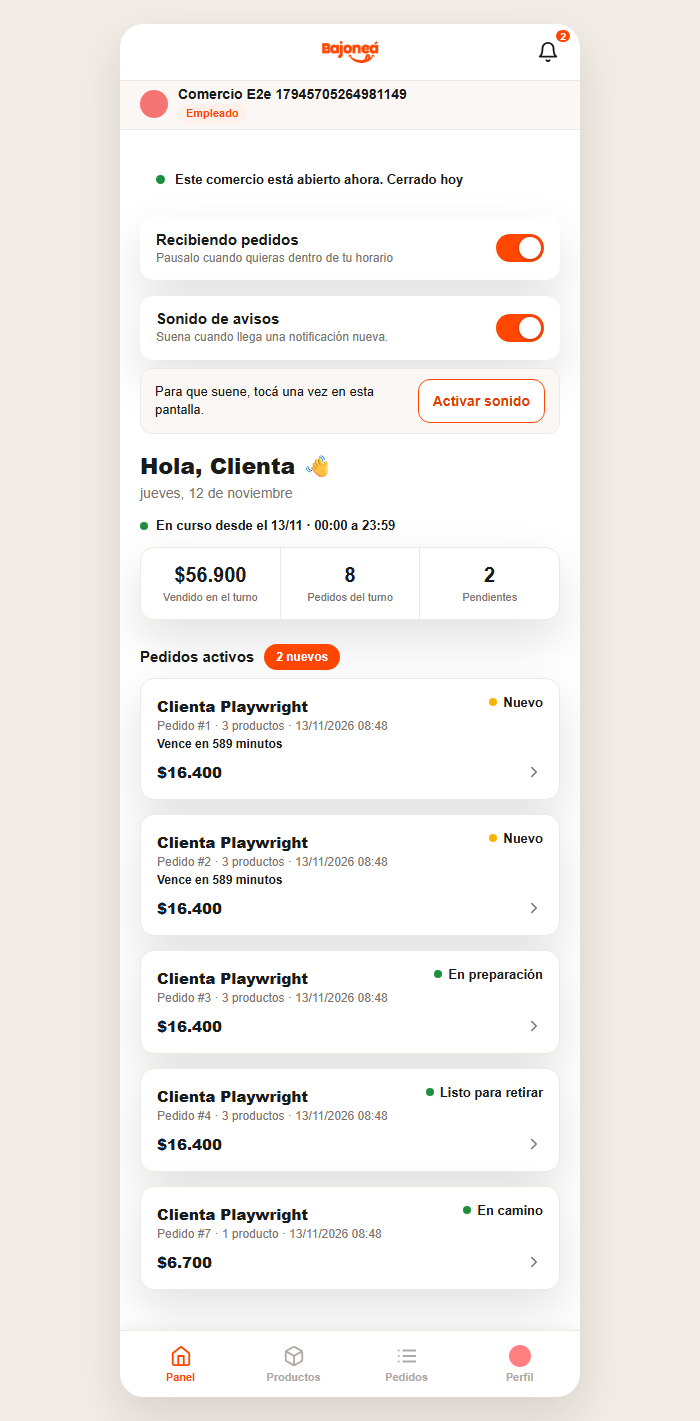 Bajoneá
2
Comercio E2e 17945705264981149
Empleado
Este comercio está abierto ahora. Cerrado hoy
Recibiendo pedidos
Pausalo cuando quieras dentro de tu horario
Sonido de avisos
Suena cuando llega una notificación nueva.
Para que suene, tocá una vez en esta
pantalla.
Activar sonido
Hola, Clienta 👋
jueves, 12 de noviembre
En curso desde el 13/11 · 00:00 a 23:59
$56.900
Vendido en el turno
8
Pedidos del turno
2
Pendientes
Pedidos activos
2 nuevos
Clienta Playwright
Nuevo
Pedido #1 · 3 productos · 13/11/2026 08:48
Vence en 589 minutos
$16.400
Clienta Playwright
Nuevo
Pedido #2 · 3 productos · 13/11/2026 08:48
Vence en 589 minutos
$16.400
Clienta Playwright
En preparación
Pedido #3 · 3 productos · 13/11/2026 08:48
$16.400
Clienta Playwright
Listo para retirar
Pedido #4 · 3 productos · 13/11/2026 08:48
$16.400
Clienta Playwright
En camino
Pedido #7 · 1 producto · 13/11/2026 08:48
$6.700
Panel
Productos
Pedidos
Perfil